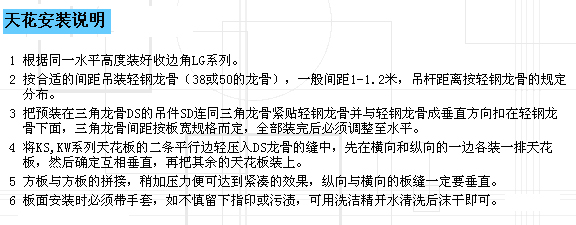 天花安装说明
1 根据同一水平高度装好收边角LG系列。
2 按合适的间距吊装轻钢龙骨（38或50的龙骨），一般间距1-1.2米，吊杆距离按轻钢龙骨的规定
分布。
3 把预装在三角龙骨DS的吊件SD连同三角龙骨紧贴轻钢龙骨并与轻钢龙骨成垂直方向扣在轻钢龙
骨下面，三角龙骨间距按板宽规格而定，全部装完后必须调整至水平。
4 将KS,KW系列天花板的二条平行边轻压入DS龙骨的缝中，先在横向和纵向的一边各装一排天花
板，然后确定互相垂直，再把其余的天花板装上。
5 方板与方板的拼接，稍加压力便可达到紧凑的效果，纵向与横向的板缝一定要垂直。
6 板面安装时必须带手套，如不慎留下指印或污渍，可用洗洁精开水清洗后沫干即可。